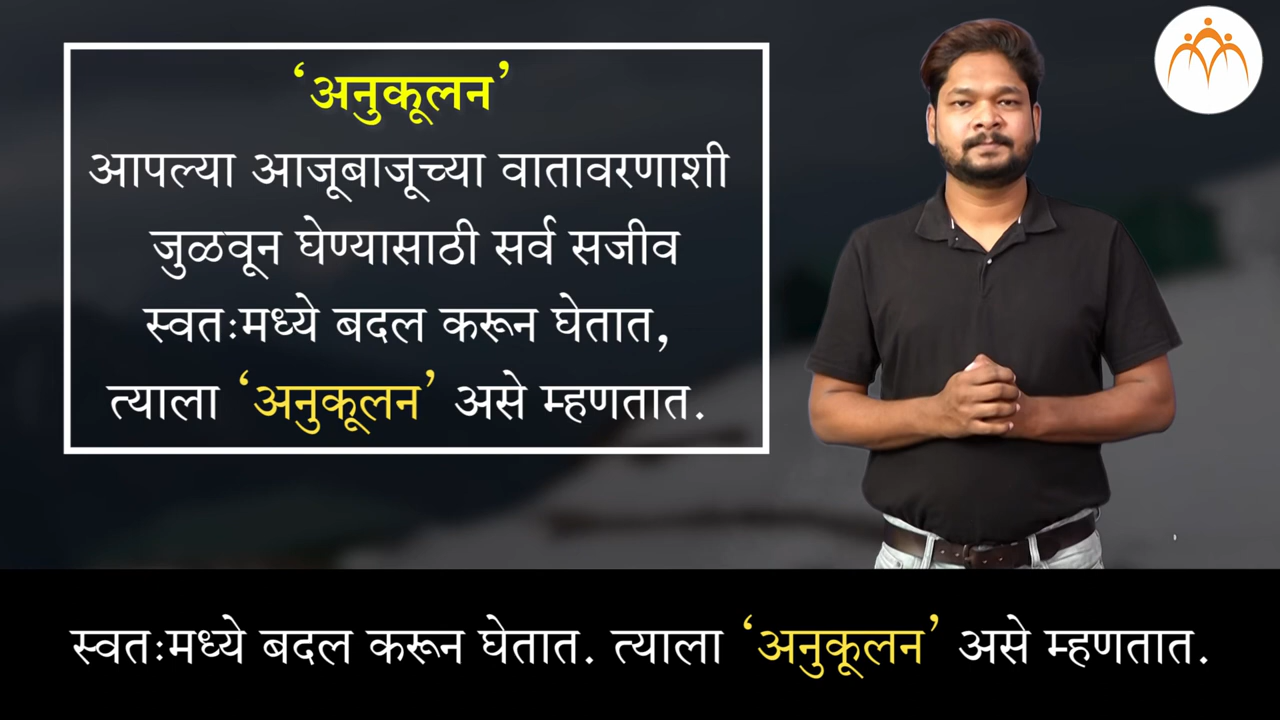 ‘अनुकूलन’
आपल्या आजूबाजूच्या वातावरणाशी
जुळवून घेण्यासाठी सर्व सजीव
स्वतःमध्ये बदल करून घेतात,
त्याला ‘अनुकूलन’ असे म्हणतात.
स्वतःमध्ये बदल करून घेतात. त्याला ‘अनुकूलन’ असे म्हणतात.